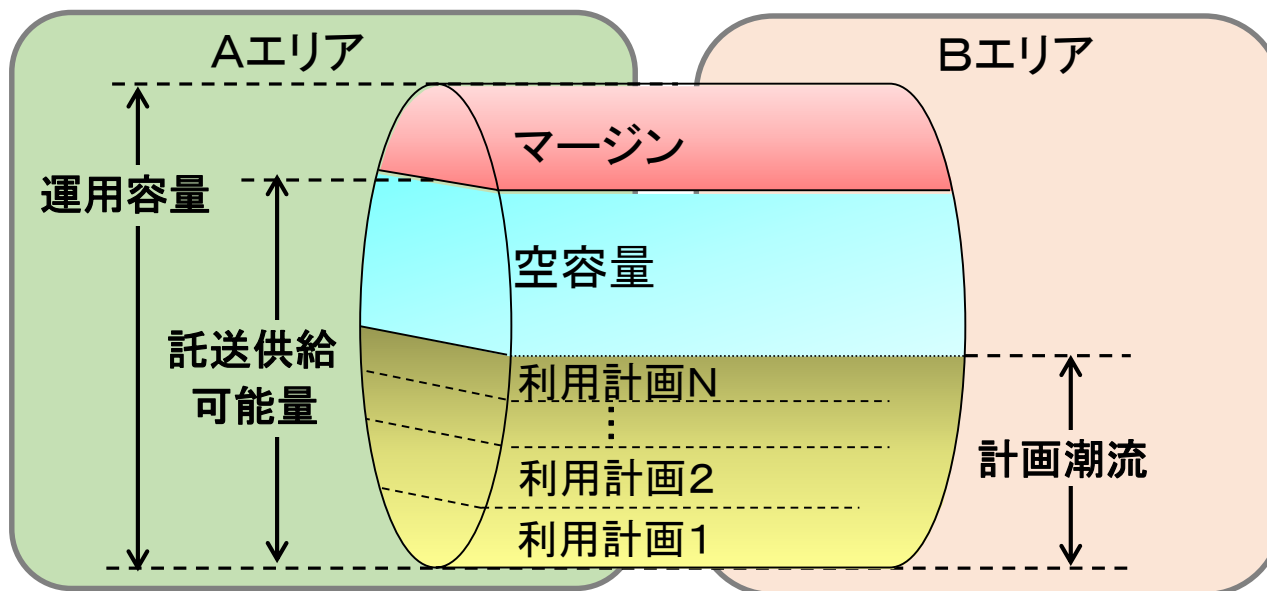 Aエリア
Bエリア
マージン
運用容量
空容量
託送供給
可能量
利用計画N
⋮
利用計画2
利用計画1
計画潮流